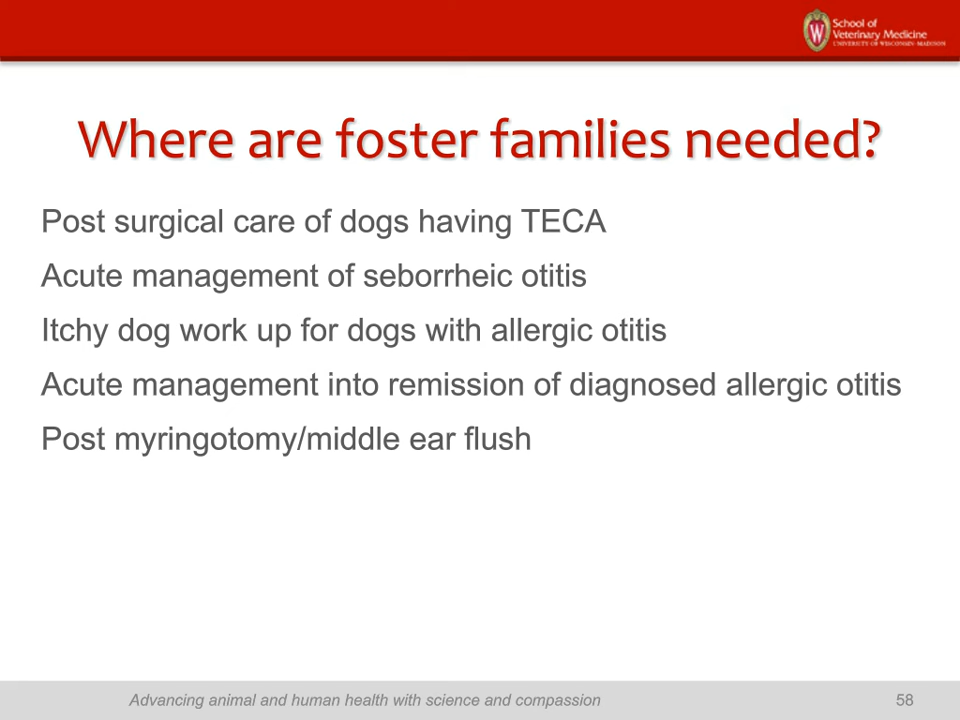 School of
Veterinary Medicine
UNIVERSITY OF WISCONSIN-MADISON
Where are foster families needed?
Post surgical care of dogs having TECA
Acute management of seborrheic otitis
Itchy dog work up for dogs with allergic otitis
Acute management into remission of diagnosed allergic otitis
Post myringotomy/middle ear flush
Advancing animal and human health with science and compassion
58